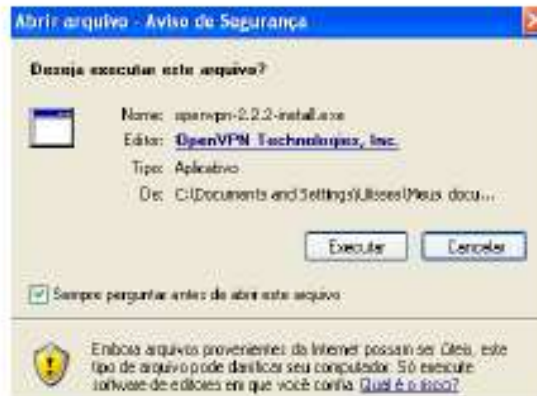 Abrir arquivo - Aviso de Segurança
Deseja executar este arquivo?
Nome: openvpn-2.2.2-install.exe
Editor: OpenVPN Technologies, Inc.
Tipo: Aplicativo
De: C:\Documents and Settings\Ulisses\Meus docu...
Executar Cancelar
Sempre perguntar antes de abrir este arquivo
Embora arquivos provenientes da Internet possam ser úteis, este
tipo de arquivo pode danificar seu computador. Só execute
software de editores em que você confia. Qual é o risco?